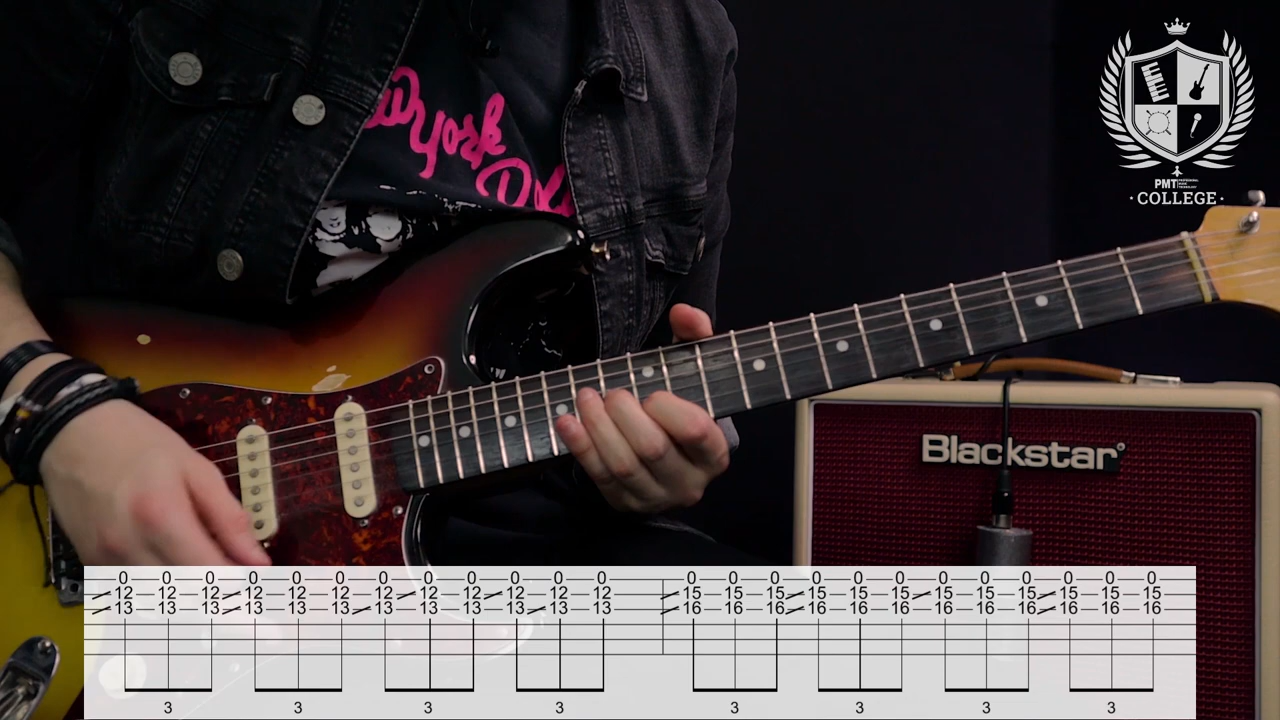 w York
Dol
PMT
· COLLEGE ·
Blackstar
0 0 0 0 0 0 0 0 0 0 0 0 0 0 0 0 0 0 0 0 0 0 0 0
12 12 12 12 12 12 12 12 12 12 12 12 15 15 15 15 15 15 15 15 15 15 15 15
13 13 13 13 13 13 13 13 13 13 13 13 16 16 16 16 16 16 16 16 16 16 16 16
3 3 3 3 3 3 3 3